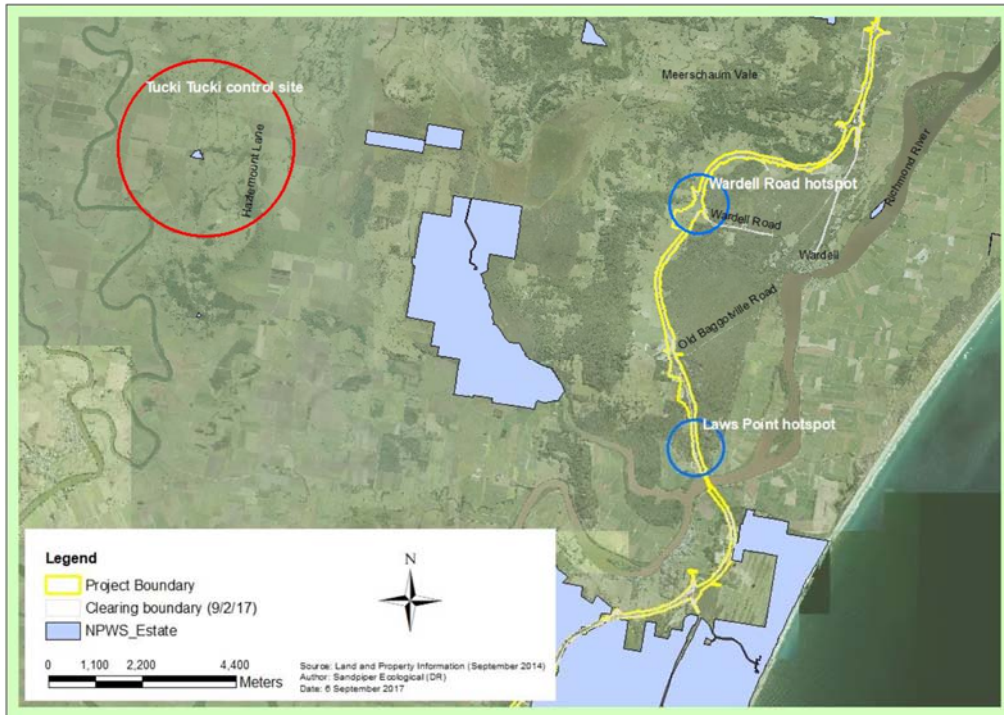 Tucki Tucki control site
Hazlemount Lane
Meerschaum Vale
Richmond River
Wardell Road hotspot
Wardell Road
Wardell
Old Bagotville Road
Laws Point hotspot
Legend
Project Boundary
Clearing boundary (9/2/17)
NPWS_Estate
N
0 1,100 2,200 4,400
Meters
Source: Land and Property Information (September 2014)
Author: Sandpiper Ecological (DR)
Date: 6 September 2017